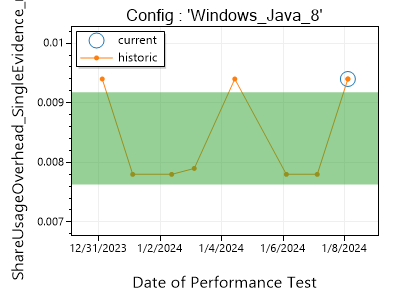 Config : 'Windows_Java_8'
ShareUsageOverhead_SingleEvidence_
0.01
0.009
0.008
0.007
current
historic
12/31/2023 1/2/2024 1/4/2024 1/6/2024 1/8/2024
Date of Performance Test